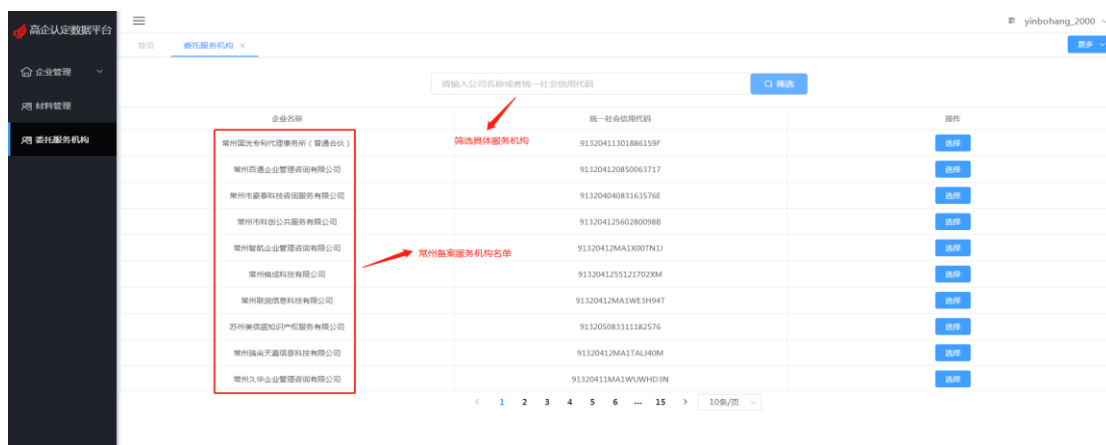 高企认定数据平台
yinbohang_2000
首页 委托服务机构 ×
更多
企业管理
材料管理
委托服务机构
请输入公司名称或者统一社会信用代码 筛选
企业名称 统一社会信用代码 操作
筛选具体服务机构
常州国光专利代理事务所（普通合伙） 91320411301886159F 选择
常州百通企业管理咨询有限公司 913204120850063717 选择
常州市豪泰科技咨询服务有限公司 91320404083163576E 选择
常州市科创公共服务有限公司 91320412560280098B 选择
常州智航企业管理咨询有限公司 91320412MA1X00TN1J 选择
常州备案服务机构名单
常州锦成科技有限公司 9132041255121702XM 选择
常州联润信息科技有限公司 91320412MA1WE3H94T 选择
苏州美信盛知识产权服务有限公司 913205083311182576 选择
常州瑞尚天嘉信息科技有限公司 91320412MA1TALJ40M 选择
常州久华企业管理咨询有限公司 91320411MA1WUWHD3N 选择
< 1 2 3 4 5 6 ... 15 > 10条/页